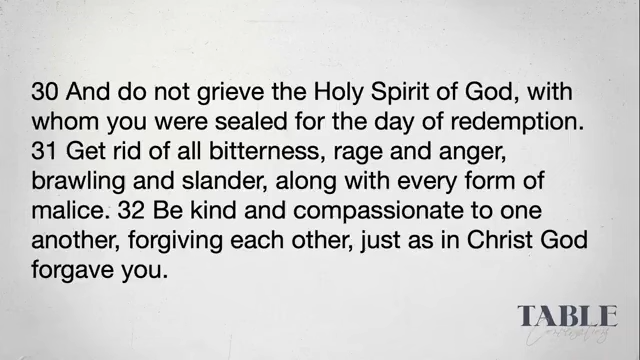 30 And do not grieve the Holy Spirit of God, with
whom you were sealed for the day of redemption.
31 Get rid of all bitterness, rage and anger,
brawling and slander, along with every form of
malice. 32 Be kind and compassionate to one
another, forgiving each other, just as in Christ God
forgave you.
TABLE